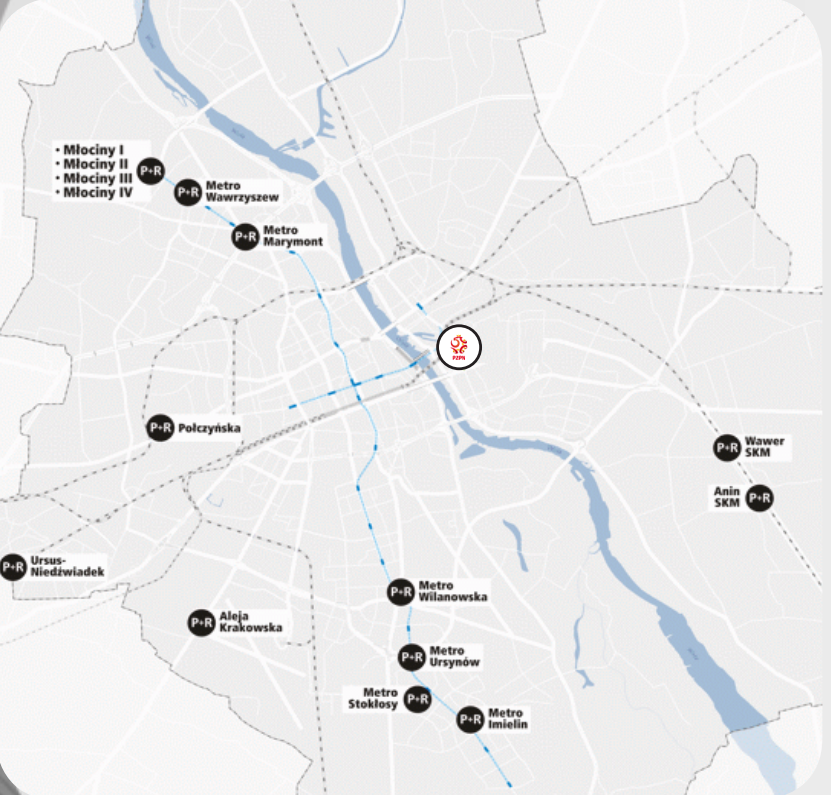 • Młociny I
• Młociny II
• Młociny III
• Młociny IV
P+R
P+R
Metro
Wawrzyszew
P+R
Metro
Marymont
PZPN
P+R
Połczyńska
P+R
Wawer
SKM
Anin
SKM
P+R
P+R
Ursus-
Niedźwiadek
P+R
Metro
Wilanowska
P+R
Aleja
Krakowska
P+R
Metro
Ursynów
Metro
Stokłosy
P+R
P+R
Metro
Imielin